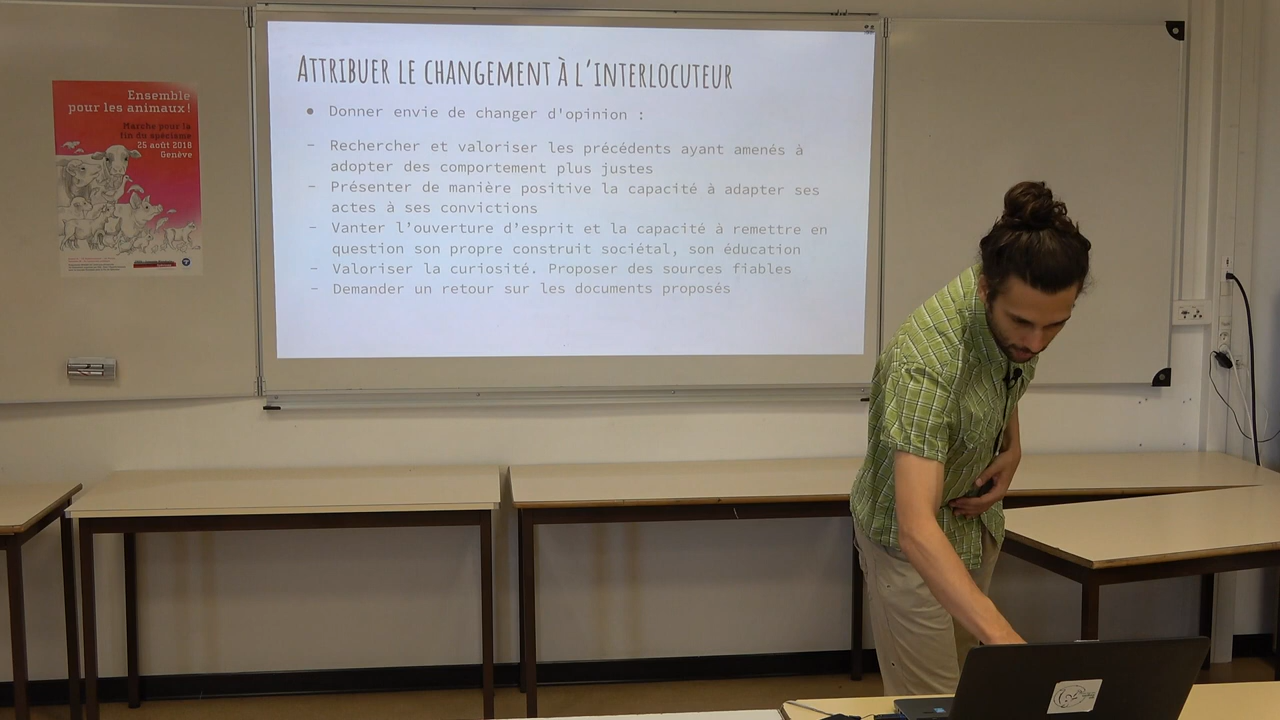 Ensemble
pour les animaux!
Marche pour la
fin du spécisme
25 août 2018
Genève
ATTRIBUER LE CHANGEMENT À L'INTERLOCUTEUR
● Donner envie de changer d'opinion :
- Rechercher et valoriser les précédents ayant amenés à
adopter des comportement plus justes
- Présenter de manière positive la capacité à adapter ses
actes à ses convictions
- Vanter l'ouverture d'esprit et la capacité à remettre en
question son propre construit sociétal, son éducation
- Valoriser la curiosité. Proposer des sources fiables
- Demander un retour sur les documents proposés